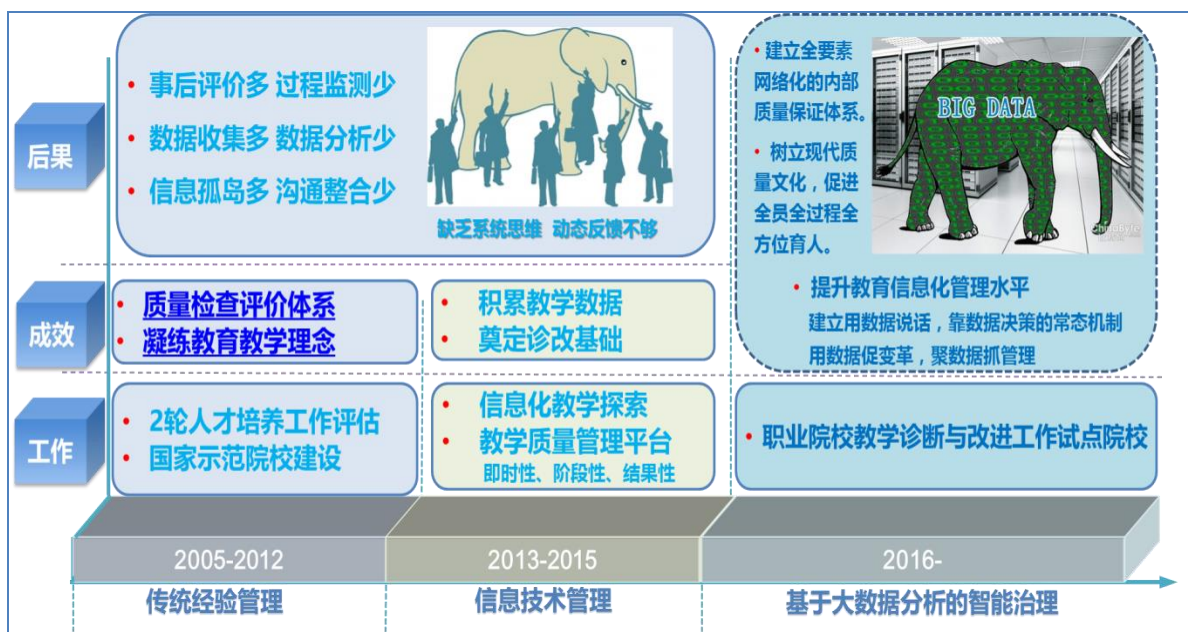 后果
事后评价多 过程监测少
数据收集多 数据分析少
信息孤岛多 沟通整合少
缺乏系统思维 动态反馈不够
建立全要素
网络化的内部
质量保证体系。
树立现代质
量文化，促进
全员全过程全
方位育人。
BIG DATA
ChinaByte
提升教育信息化管理水平
建立用数据说话，靠数据决策的常态机制
用数据促变革，聚数据抓管理
成效
质量检查评价体系
凝练教育教学理念
积累教学数据
奠定诊改基础
工作
2轮人才培养工作评估
国家示范院校建设
信息化教学探索
教学质量管理平台
即时性、阶段性、结果性
职业院校教学诊断与改进工作试点院校
2005-2012
2013-2015
2016-
传统经验管理
信息技术管理
基于大数据分析的智能治理